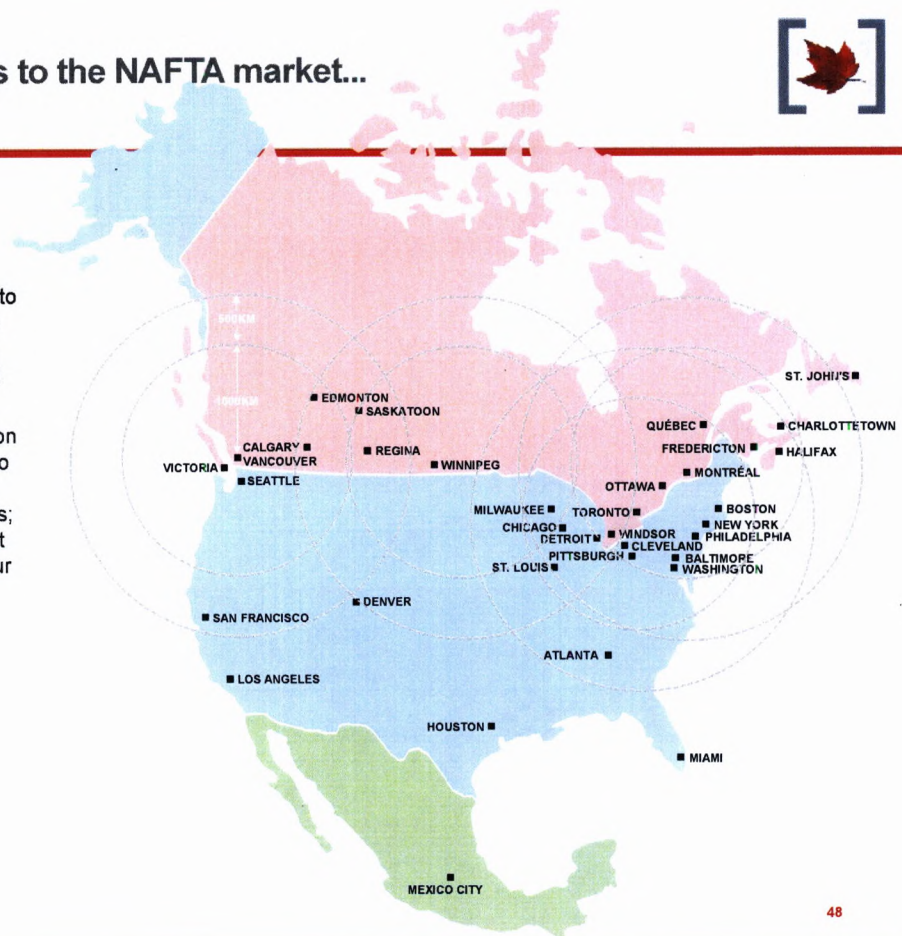 s to the NAFTA market...
to
on
o
s;
t
ur
500KM
1000KM
EDMONTON
SASKATOON
ST. JOHN'S
QUÉBEC
CHARLOTTETOWN
CALGARY
REGINA
FREDERICTON
HALIFAX
VICTORIA
VANCOUVER
WINNIPEG
MONTRÉAL
SEATTLE
OTTAWA
MILWAUKEE
TORONTO
BOSTON
CHICAGO
NEW YORK
DETROIT
WINDSOR
PHILADELPHIA
CLEVELAND
PITTSBURGH
BALTIMORE
ST. LOUIS
WASHINGTON
DENVER
SAN FRANCISCO
ATLANTA
LOS ANGELES
HOUSTON
MIAMI
MEXICO CITY
48